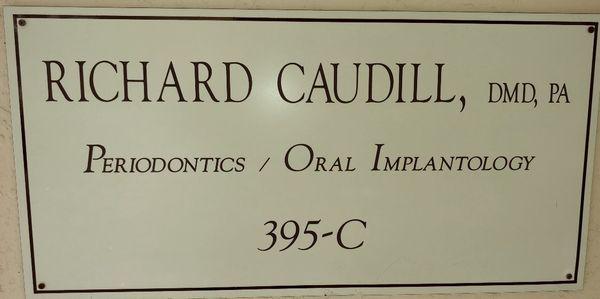 RICHARD CAUDILL, DMD, PA
PERIODONTICS / ORAL IMPLANTOLOGY
395-C